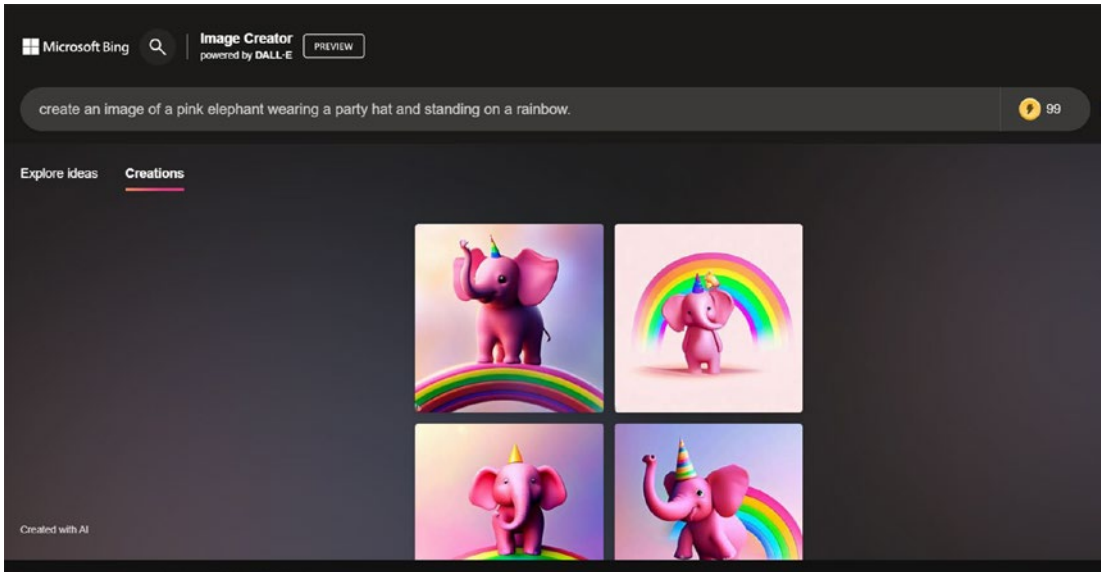 Microsoft Bing
Image Creator
powered by DALL·E
PREVIEW
create an image of a pink elephant wearing a party hat and standing on a rainbow.
99
Explore ideas
Creations
Created with AI